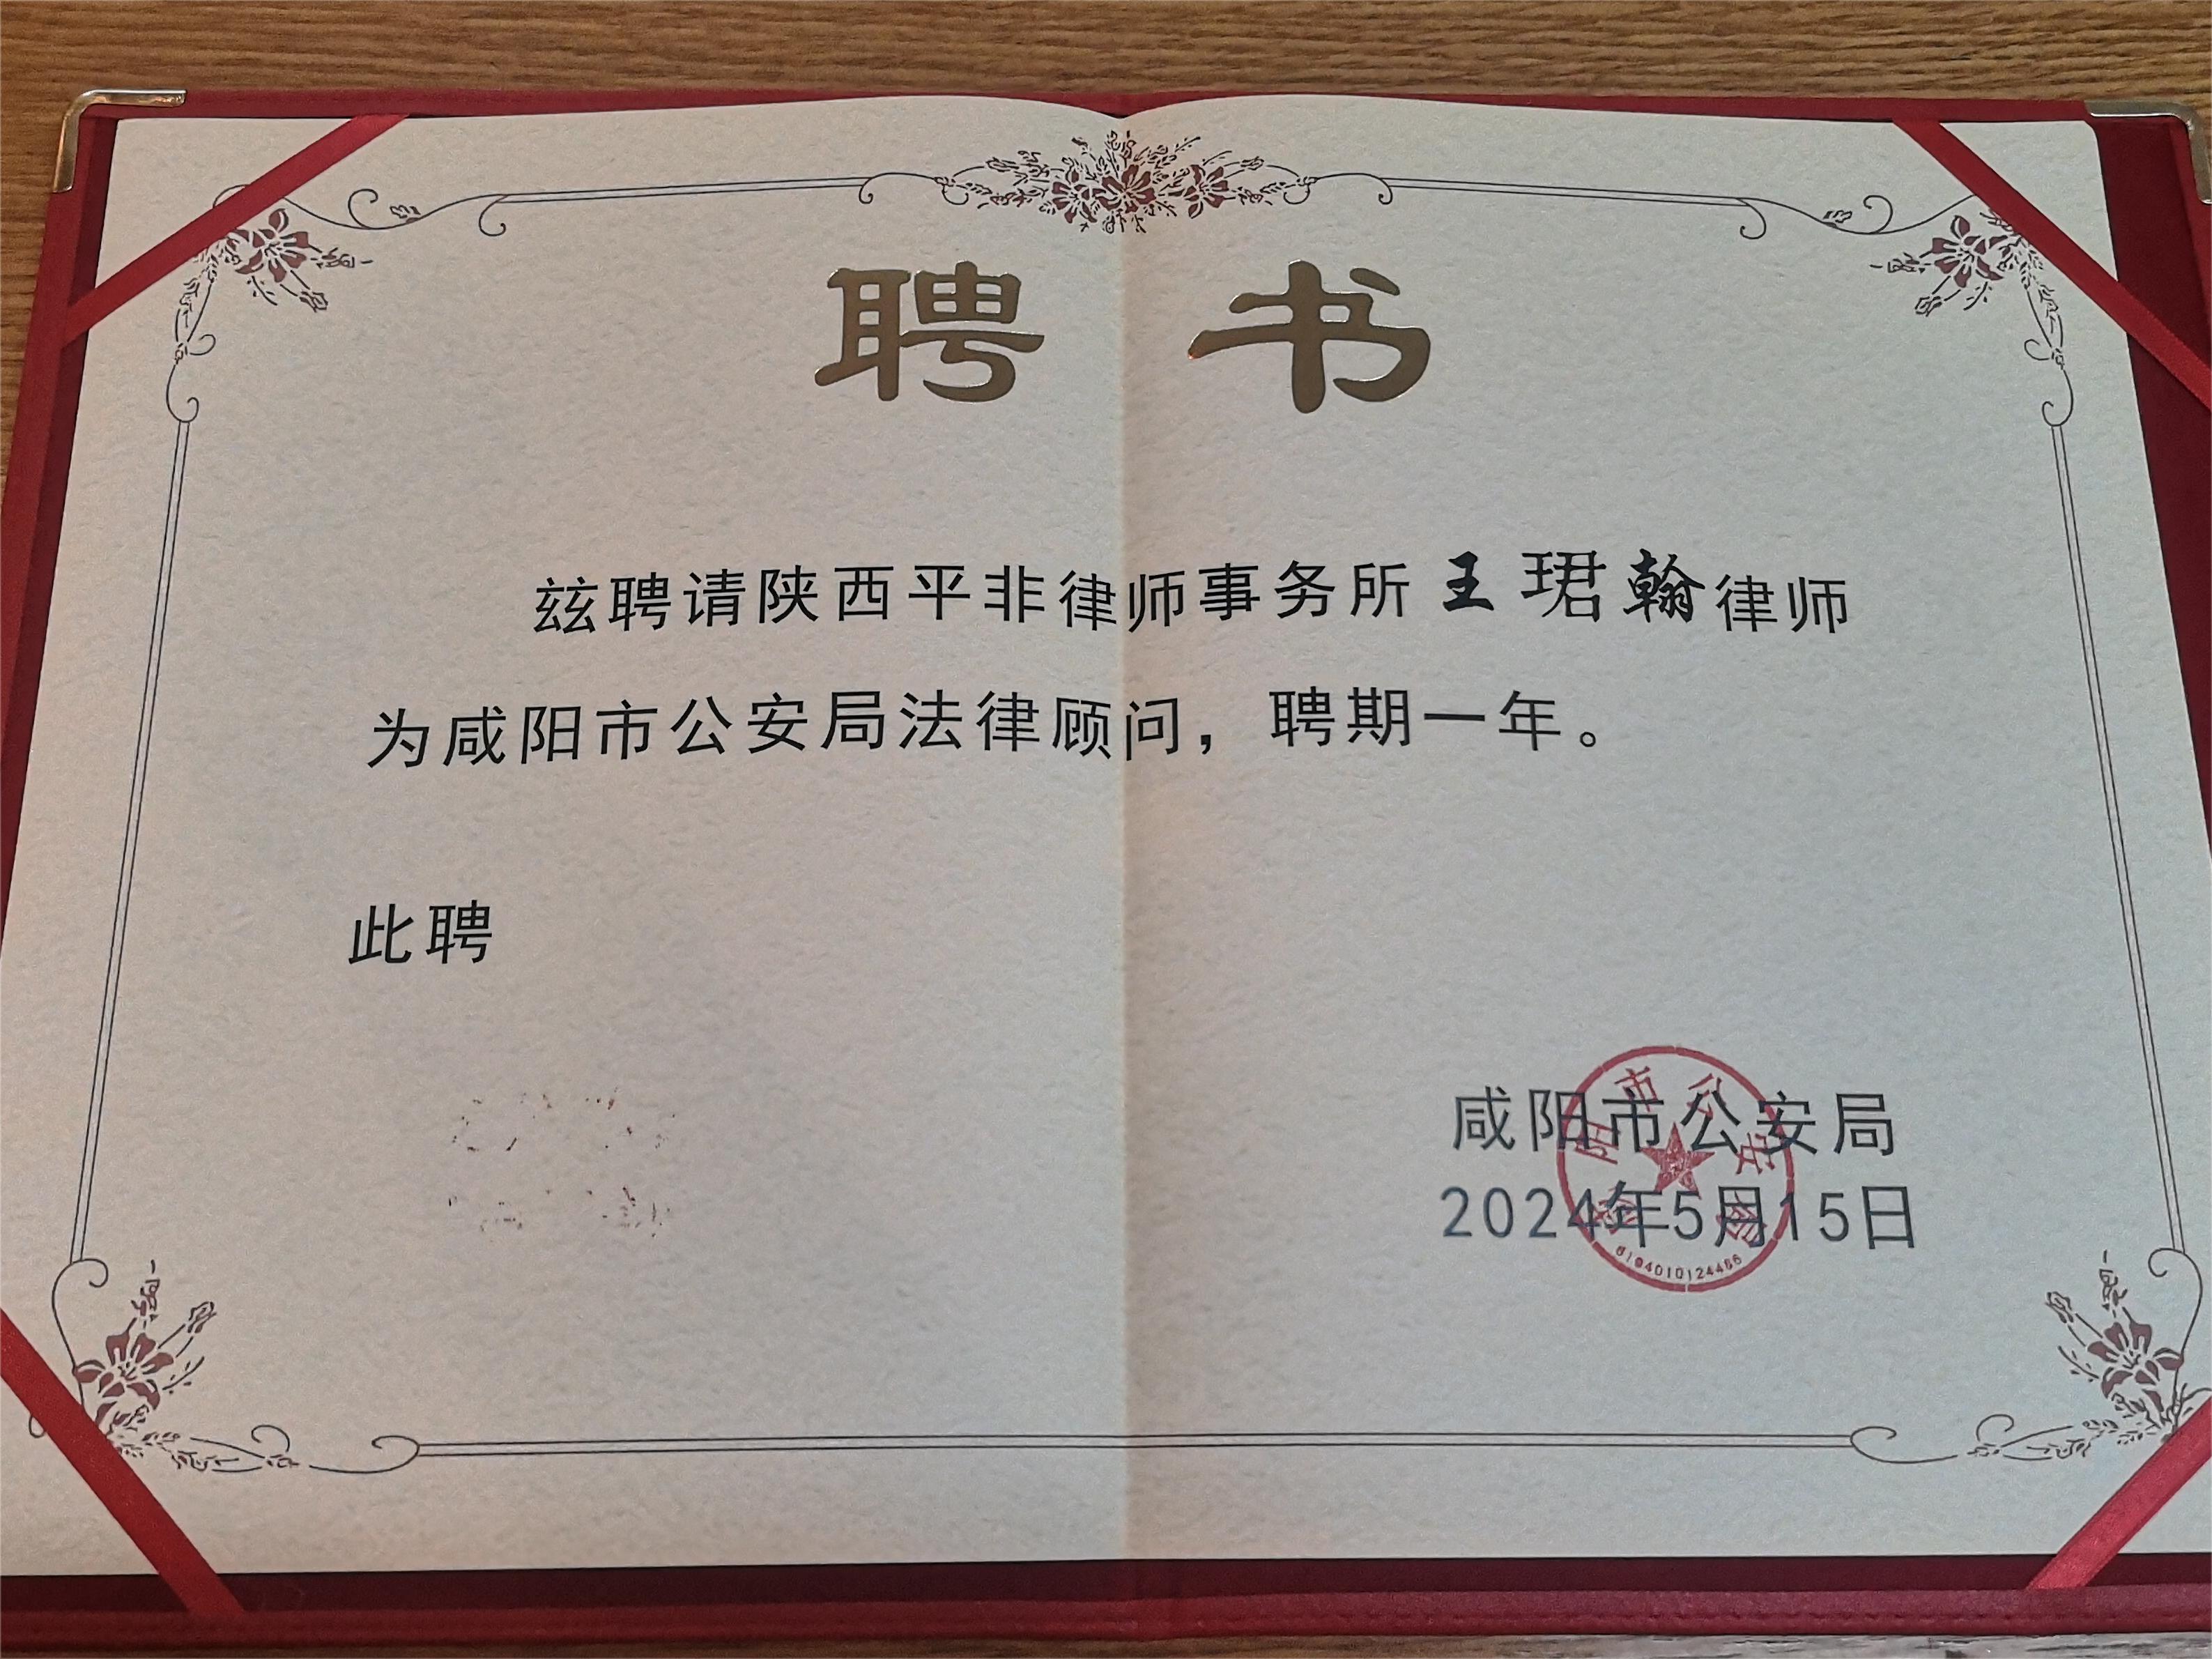 聘 书
兹聘请陕西平非律师事务所王珺翰律师
为咸阳市公安局法律顾问，聘期一年。
此聘
咸阳市公安局
2024年5月15日